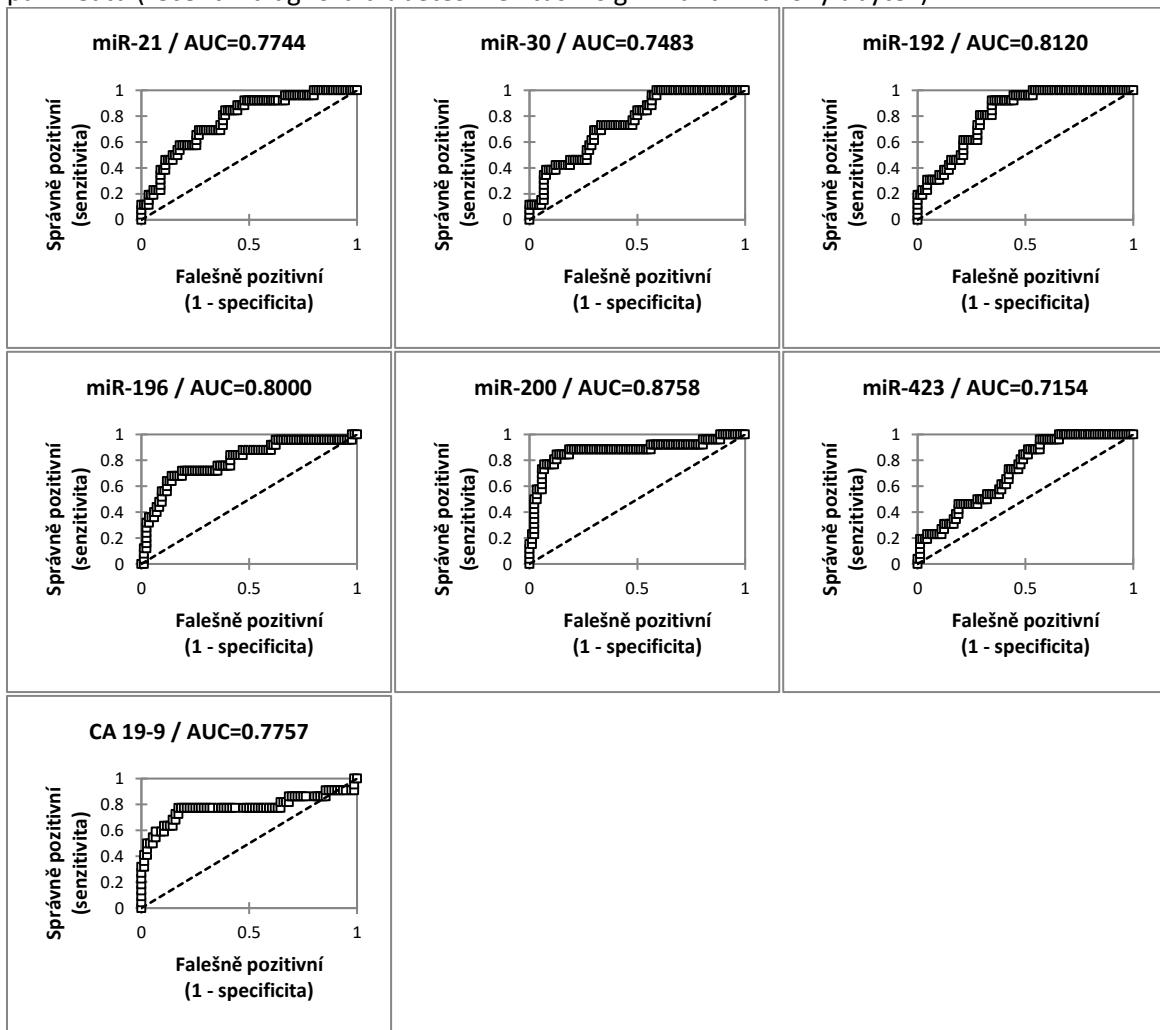 miR-21 / AUC=0.7744
Správně pozitivní
(senzitivita)
1
0.8
0.6
0.4
0.2
0
0
0.5
1
Falešně pozitivní
(1 - specificita)
miR-30 / AUC=0.7483
Správně pozitivní
(senzitivita)
1
0.8
0.6
0.4
0.2
0
0
0.5
1
Falešně pozitivní
(1 - specificita)
miR-192 / AUC=0.8120
Správně pozitivní
(senzitivita)
1
0.8
0.6
0.4
0.2
0
0
0.5
1
Falešně pozitivní
(1 - specificita)
miR-196 / AUC=0.8000
Správně pozitivní
(senzitivita)
1
0.8
0.6
0.4
0.2
0
0
0.5
1
Falešně pozitivní
(1 - specificita)
miR-200 / AUC=0.8758
Správně pozitivní
(senzitivita)
1
0.8
0.6
0.4
0.2
0
0
0.5
1
Falešně pozitivní
(1 - specificita)
miR-423 / AUC=0.7154
Správně pozitivní
(senzitivita)
1
0.8
0.6
0.4
0.2
0
0
0.5
1
Falešně pozitivní
(1 - specificita)
CA 19-9 / AUC=0.7757
Správně pozitivní
(senzitivita)
1
0.8
0.6
0.4
0.2
0
0
0.5
1
Falešně pozitivní
(1 - specificita)